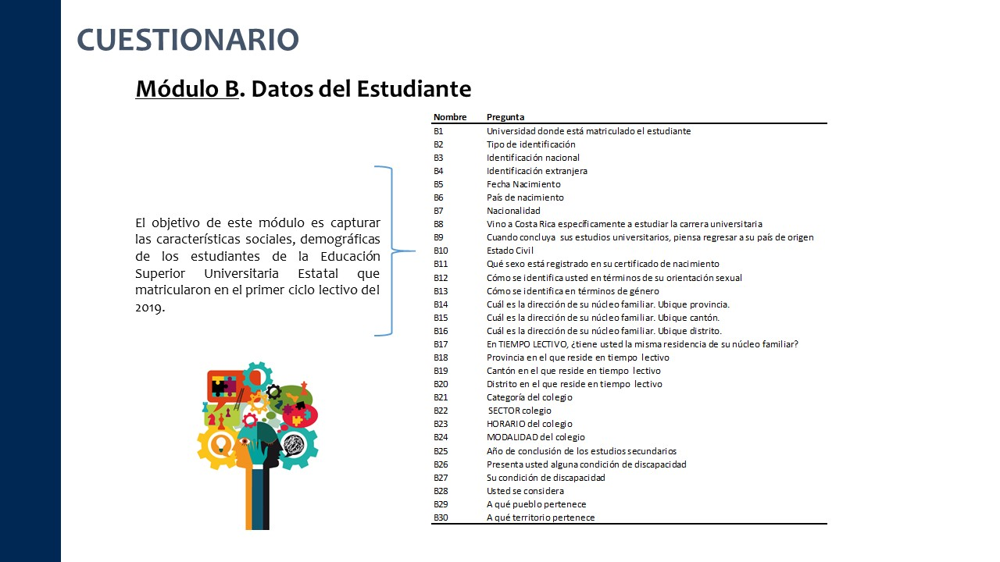 CUESTIONARIO
Módulo B. Datos del Estudiante
El objetivo de este módulo es capturar
las características sociales, demográficas
de los estudiantes de la Educación
Superior Universitaria Estatal que
matricularon en el primer ciclo lectivo del
2019.
Nombre Pregunta
B1 Universidad donde está matriculado el estudiante
B2 Tipo de identificación
B3 Identificación nacional
B4 Identificación extranjera
B5 Fecha Nacimiento
B6 País de nacimiento
B7 Nacionalidad
B8 Vino a Costa Rica específicamente a estudiar la carrera universitaria
B9 Cuando concluya sus estudios universitarios, piensa regresar a su país de origen
B10 Estado Civil
B11 Qué sexo está registrado en su certificado de nacimiento
B12 Cómo se identifica usted en términos de su orientación sexual
B13 Cómo se identifica en términos de género
B14 Cuál es la dirección de su núcleo familiar. Ubique provincia.
B15 Cuál es la dirección de su núcleo familiar. Ubique cantón.
B16 Cuál es la dirección de su núcleo familiar. Ubique distrito.
B17 En TIEMPO LECTIVO, ¿tiene usted la misma residencia de su núcleo familiar?
B18 Provincia en el que reside en tiempo lectivo
B19 Cantón en el que reside en tiempo lectivo
B20 Distrito en el que reside en tiempo lectivo
B21 Categoría del colegio
B22 SECTOR colegio
B23 HORARIO del colegio
B24 MODALIDAD del colegio
B25 Año de conclusión de los estudios secundarios
B26 Presenta usted alguna condición de discapacidad
B27 Su condición de discapacidad
B28 Usted se considera
B29 A qué pueblo pertenece
B30 A qué territorio pertenece